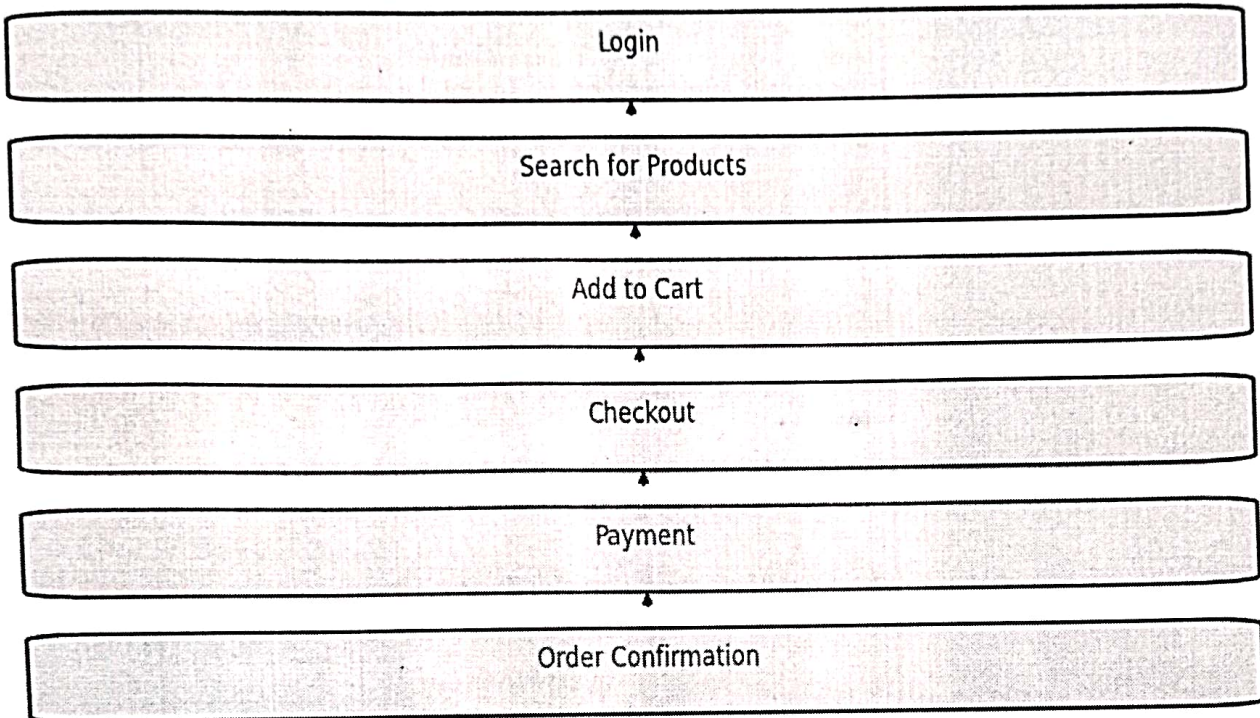 Login
Search for Products
Add to Cart
Checkout
Payment
Order Confirmation